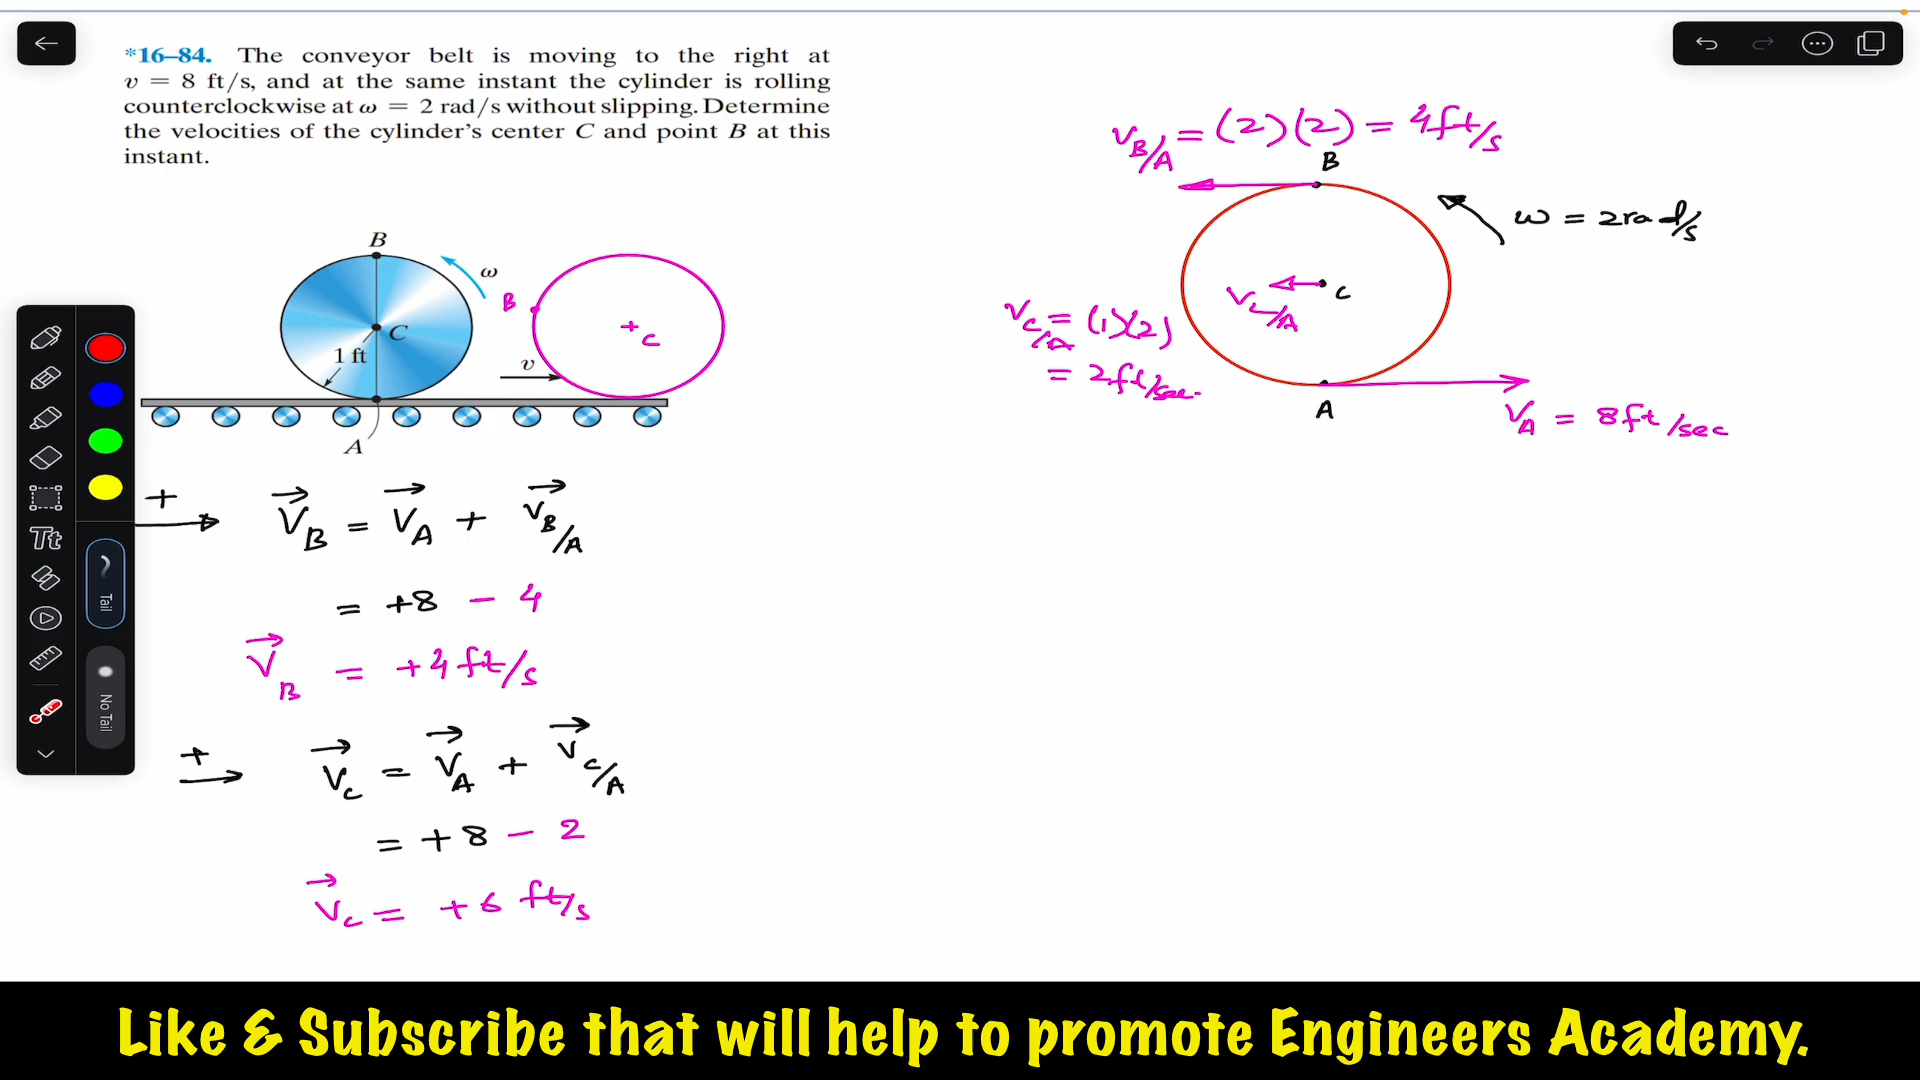 *16–84. The conveyor belt is moving to the right at
v = 8 ft/s, and at the same instant the cylinder is rolling
counterclockwise at ω = 2 rad/s without slipping. Determine
the velocities of the cylinder's center C and point B at this
instant.
B
ω
C
1 ft
v
A
B
C
V_B/A = (2)(2) = 4ft/s
B
ω = 2rad/s
C
V_C/A
V_C/A = (1)(2)
= 2ft/sec.
A
V_A = 8ft/sec
+
V_B = V_A + V_B/A
= +8 - 4
V_B = +4 ft/s
+
V_C = V_A + V_C/A
= +8 - 2
V_C = +6 ft/s
Tt
Tail
No Tail
Like & Subscribe that will help to promote Engineers Academy.